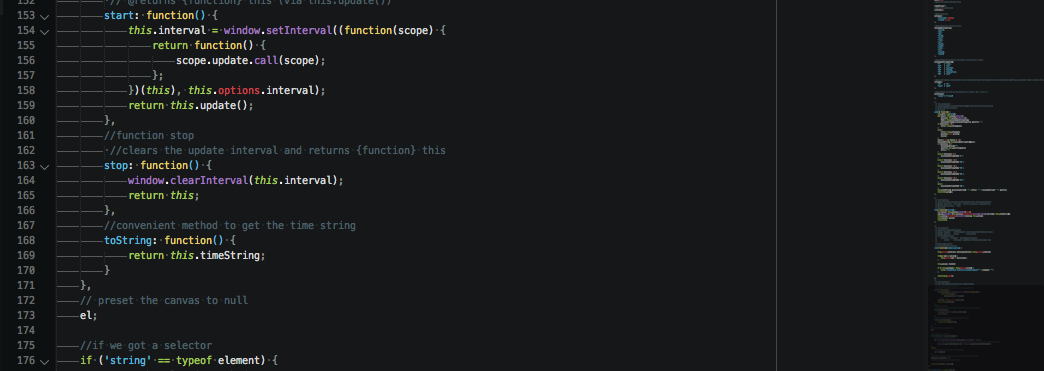 152 // @returns {function} this (via this.update())
153 start: function() {
154 this.interval = window.setInterval((function(scope) {
155 return function() {
156 scope.update.call(scope);
157 };
158 })(this), this.options.interval);
159 return this.update();
160 },
161 //function stop
162 //clears the update interval and returns {function} this
163 stop: function() {
164 window.clearInterval(this.interval);
165 return this;
166 },
167 //convenient method to get the time string
168 toString: function() {
169 return this.timeString;
170 }
171 },
172 // preset the canvas to null
173 el;
174
175 //if we got a selector
176 if ('string' == typeof element) {